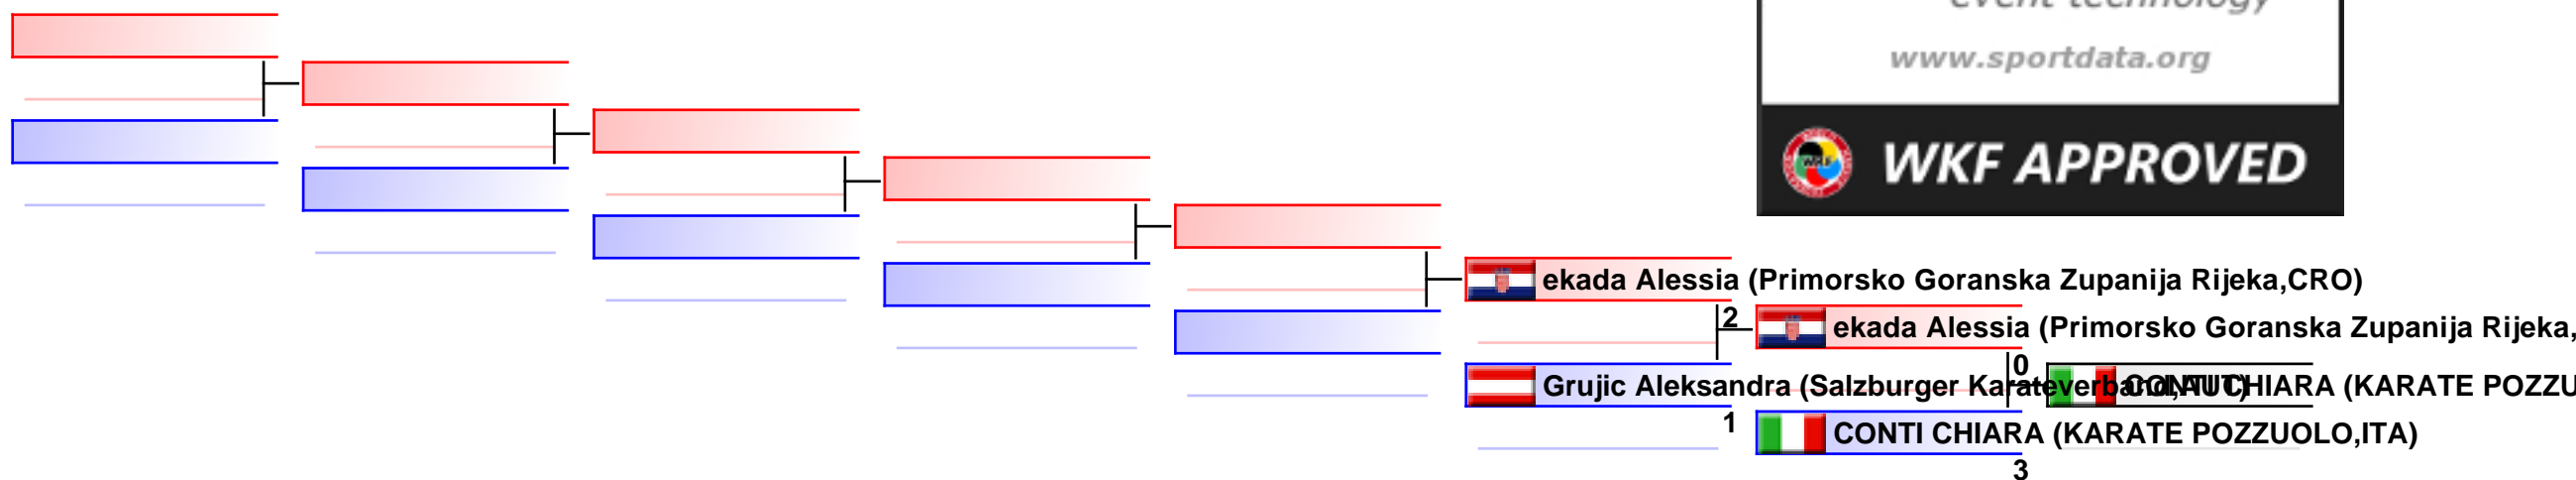 event technology
www.sportdata.org
WKF APPROVED
ekada Alessia (Primorsko Goranska Zupanija Rijeka,CRO)
2
ekada Alessia (Primorsko Goranska Zupanija Rijeka,
0
Grujic Aleksandra (Salzburger Karateverband,AUT)
CONTI CHIARA (KARATE POZZU
1
CONTI CHIARA (KARATE POZZUOLO,ITA)
3